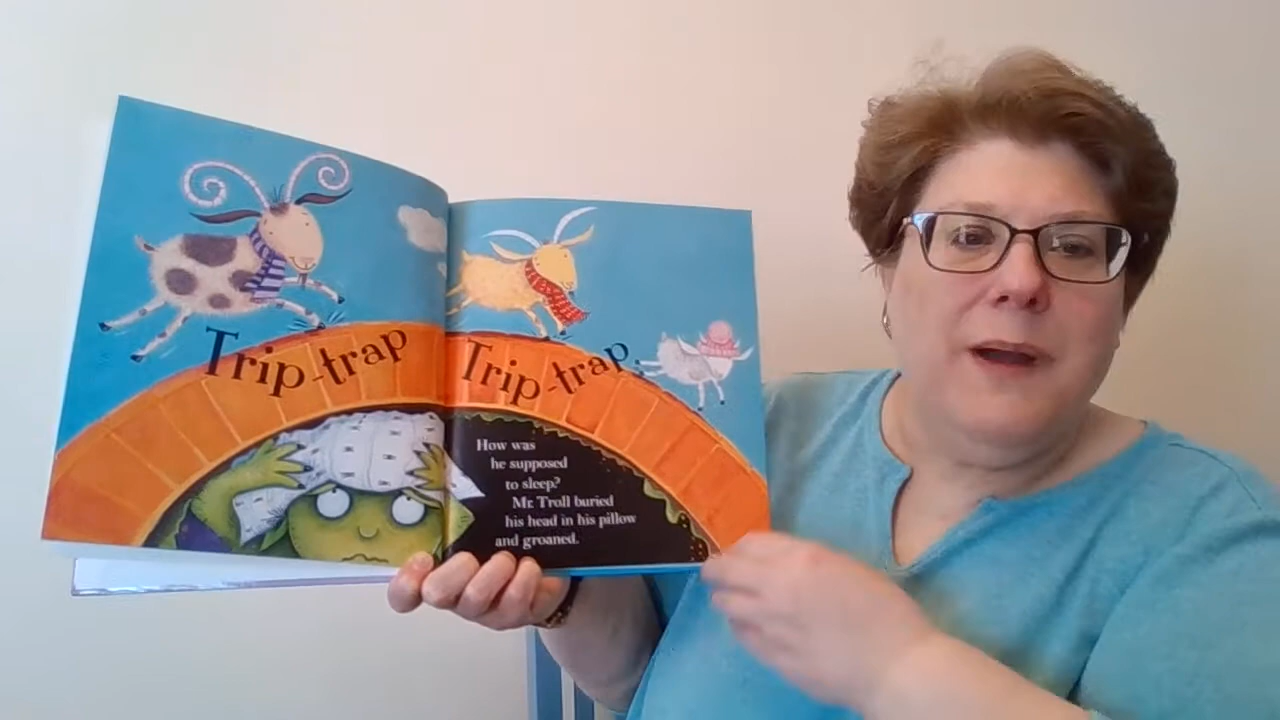 Trip-trap
Trip-trap.
How was
he supposed
to sleep?
Mr. Troll buried
his head in his pillow
and groaned.